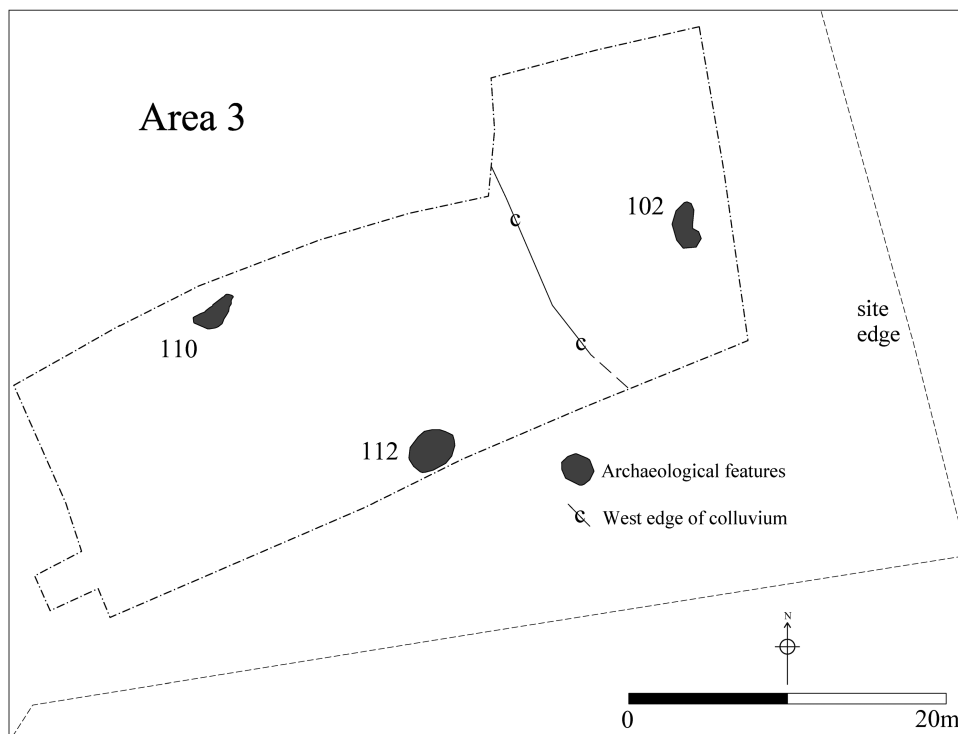 Area 3
102
c
site
edge
110
c
112
Archaeological features
c West edge of colluvium
N
0 20m